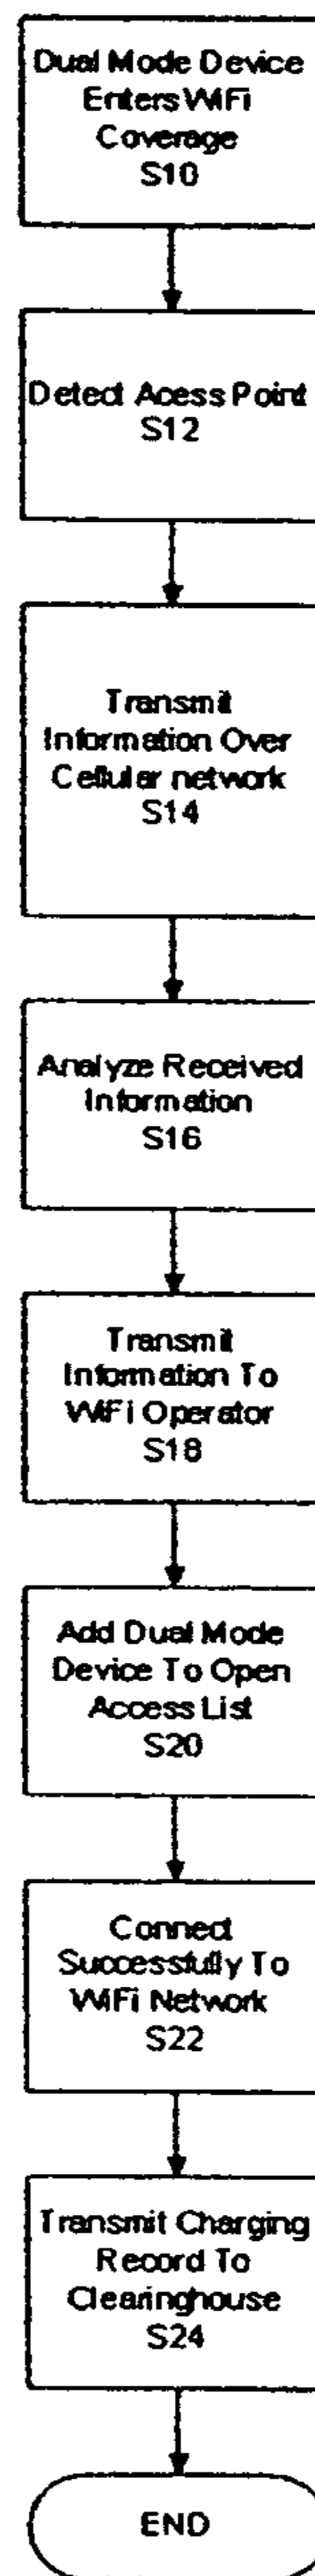 Dual Mode Device
Enters WiFi
Coverage
S10
Detect Acess Point
S12
Transmit
Information Over
Cellular network
S14
Analyze Received
Information
S16
Transmit
Information To
WiFi Operator
S18
Add Dual Mode
Device To Open
Access List
S20
Connect
Successfully To
WiFi Network
S22
Transmit Charging
Record To
Clearinghouse
S24
END